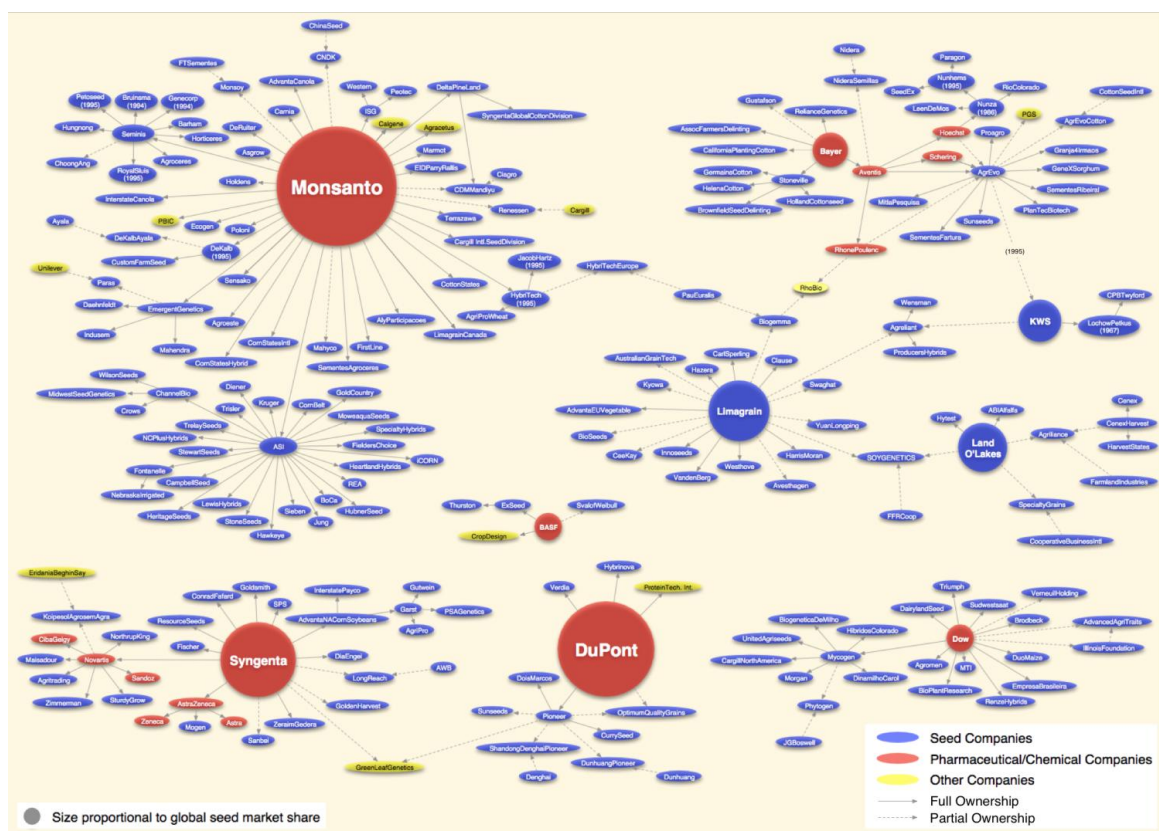 ChinaSeed
CNDK
FTSementes
Monsoy
AdvantaCanola
Western
Peotec
ISG
DeltaPineLand
SyngentaGlobalCottonDivision
Calgene
Agracetus
Petoseed
(1995)
Bruinsma
(1994)
Genecorp
(1994)
Hungnong
Seminis
Barham
Horticeres
DeRuiter
Carnia
Marmot
EIDParryRallis
Ciagro
CDMMandiyu
ChoongAng
RoyalSluis
(1995)
Agroceres
Asgrow
Monsanto
Holdens
InterstateCanola
Renessen
Cargill
PBIC
Ecogen
Poloni
Terrazawa
Cargill Intl.SeedDivision
Ayala
DeKalbAyala
DeKalb
(1995)
CustomFarmSeed
Unilever
Paras
Sensako
JacobHartz
(1995)
CottonStates
HybriTech
(1995)
HybriTechEurope
Daehnfeldt
EmergentGenetics
Indusem
Mahendra
Agroeste
CornStatesIntl
CornStatesHybrid
Mahyco
FirstLine
SementesAgroceres
AlyParticipacoes
LimagrainCanada
AgriProWheat
WilsonSeeds
MidwestSeedGenetics
ChannelBio
Crows
Diener
Trisler
Kruger
CornBelt
GoldCountry
MoweaquaSeeds
TrelaySeeds
NCPlusHybrids
SpecialtyHybrids
StewartSeeds
ASI
FieldersChoice
iCORN
Fontanelle
CampbellSeed
HeartlandHybrids
REA
NebraskaIrrigated
LewisHybrids
BoCa
Sieben
HubnerSeed
HeritageSeeds
StoneSeeds
Jung
Hawkeye
Nidera
NideraSemillas
Paragon
SeedEx
Nunhems
(1995)
RioColorado
LeenDeMos
Nunza
(1986)
Gustafson
RelianceGenetics
AssocFarmersDelinting
CaliforniaPlantingCotton
Bayer
Hoechst
Proagro
PGS
CottonSeedIntl
AgrEvoCotton
Schering
Granja4Irmaos
GermainsCotton
Stoneville
Aventis
AgrEvo
GeneXSorghum
HelenaCotton
HollandCottonseed
MitlaPesquisa
SementesRibeiral
BrownfieldSeedDelinting
PlanTecBiotech
Sunseeds
SementesFartura
RhonePoulenc
(1995)
RhoBio
PauEuralis
Biogemma
Wensman
Agreliant
ProducersHybrids
KWS
CPBTwyford
LochowPetkus
(1967)
AustralianGrainTech
CarlSperling
Clause
Hazera
Kyowa
Swaghat
Limagrain
AdvantaEUVegetable
YuanLongping
BioSeeds
CeeKay
Innoseeds
HarrisMoran
VandenBerg
Westhove
Avesthagen
SOYGENETICS
FFRCoop
Hytest
ABIAlfalfa
Land
O'Lakes
Agriliance
Cenex
CenexHarvest
HarvestStates
FarmlandIndustries
SpecialtyGrains
CooperativeBusinessIntl
Thurston
ExSeed
SvalofWeibull
BASF
CropDesign
EridaniaBeghinSay
KoipesolAgrosemAgra
CibaGeigy
NorthrupKing
Maisadour
Novartis
Agritrading
Sandoz
Zimmerman
SturdyGrow
ConradFafard
Goldsmith
SPS
ResourceSeeds
Fischer
Syngenta
InterstatePayco
AdvantaNACornSoybeans
Gutwein
Garst
PSAGenetics
AgriPro
DiaEngei
LongReach
AWB
GoldenHarvest
AstraZeneca
Zeneca
Mogen
Astra
Sanbei
ZeraimGedera
GreenLeafGenetics
Hybrinova
Verdia
ProteinTech. Int.
DuPont
DoisMarcos
Sunseeds
Pioneer
OptimumQualityGrains
CurrySeed
ShandongDenghaiPioneer
Denghai
DunhuangPioneer
Dunhuang
Triumph
DairylandSeed
Sudwestsaat
VerneuilHolding
Brodbeck
AdvancedAgriTraits
Dow
IllinoisFoundation
BiogeneticaDeMilho
HibridosColorado
UnitedAgriseeds
CargillNorthAmerica
Mycogen
Morgan
DinamilhoCarol
Phytogen
JGBoswell
Agromen
MTI
DuoMaize
BioPlantResearch
EmpresaBrasileira
RenzeHybrids
Seed Companies
Pharmaceutical/Chemical Companies
Other Companies
Full Ownership
Partial Ownership
Size proportional to global seed market share